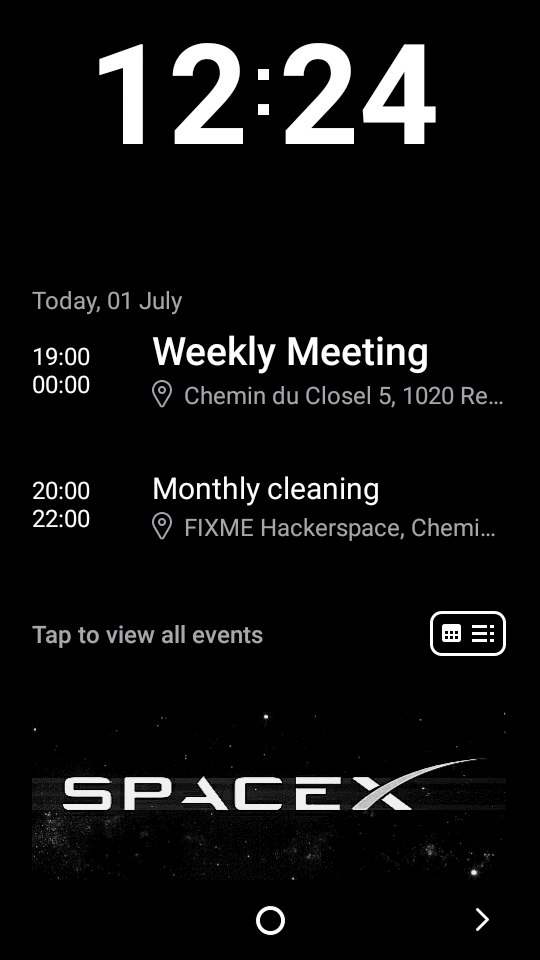 12:24
Today, 01 July
19:00 Weekly Meeting
00:00 Chemin du Closel 5, 1020 Re...
20:00 Monthly cleaning
22:00 FIXME Hackerspace, Chemi...
Tap to view all events
SPACEX